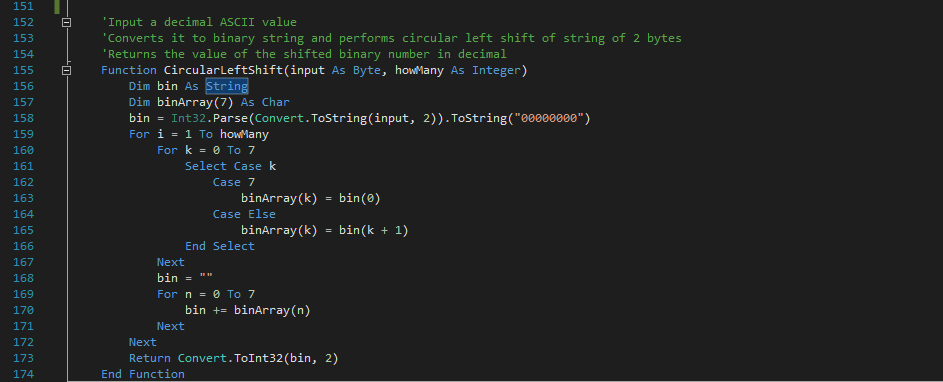 151
152 'Input a decimal ASCII value
153 'Converts it to binary string and performs circular left shift of string of 2 bytes
154 'Returns the value of the shifted binary number in decimal
155 Function CircularLeftShift(input As Byte, howMany As Integer)
156 Dim bin As String
157 Dim binArray(7) As Char
158 bin = Int32.Parse(Convert.ToString(input, 2)).ToString("00000000")
159 For i = 1 To howMany
160 For k = 0 To 7
161 Select Case k
162 Case 7
163 binArray(k) = bin(0)
164 Case Else
165 binArray(k) = bin(k + 1)
166 End Select
167 Next
168 bin = ""
169 For n = 0 To 7
170 bin += binArray(n)
171 Next
172 Next
173 Return Convert.ToInt32(bin, 2)
174 End Function